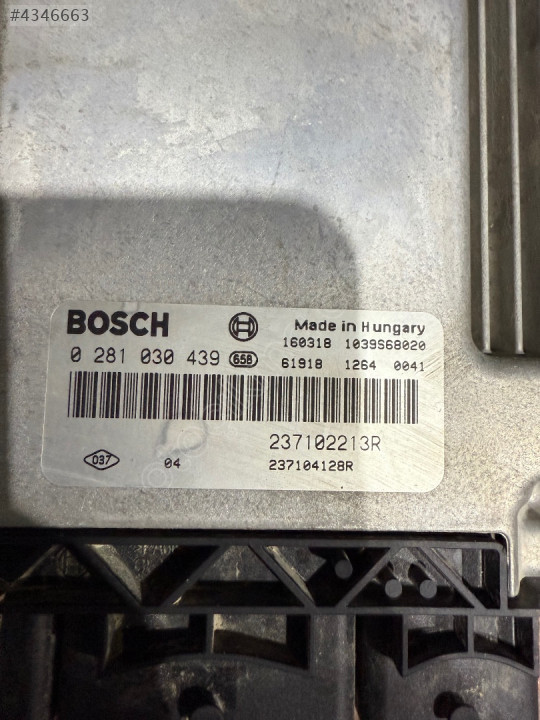 #4346663
BOSCH
Made in Hungary
160318 1039S68020
0 281 030 439 658
61918 1264 0041
237102213R
037 04 237104128R